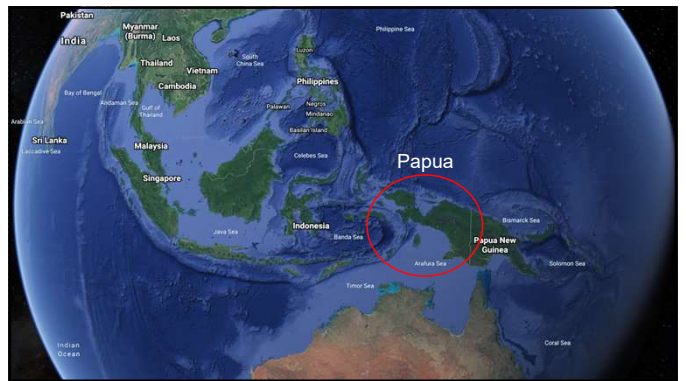 Pakistan
Myanmar
(Burma)
Laos
India
Thailand
Vietnam
Cambodia
Bay of Bengal
Andaman Sea
Gulf of
Thailand
South
China Sea
Luzon
Philippine Sea
Philippines
Palawan
Negros
Mindanao
Basilan Island
Arabian Sea
Sri Lanka
Laccadive Sea
Malaysia
Singapore
Celebes Sea
Papua
Java Sea
Indonesia
Banda Sea
Bismarck Sea
Papua New
Guinea
Arafura Sea
Solomon Sea
Timor Sea
Indian
Ocean
Coral Sea